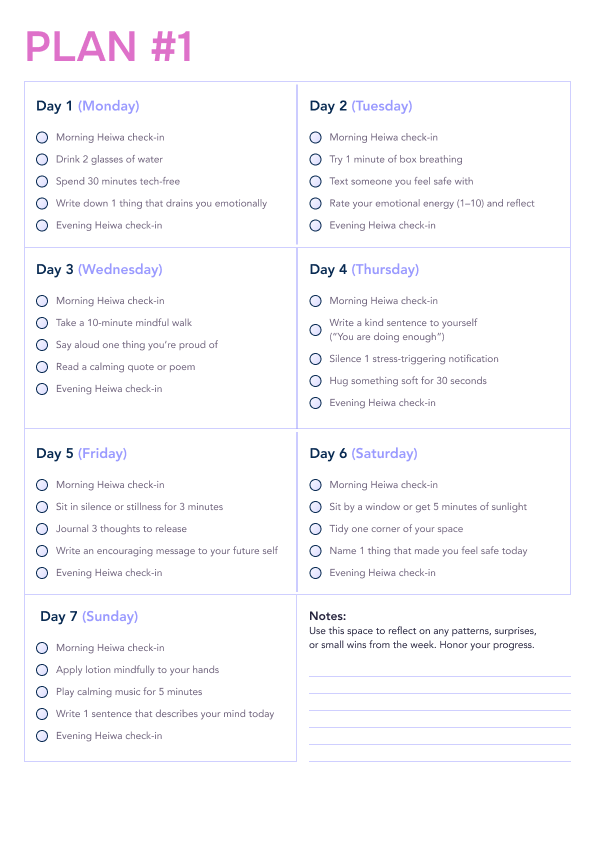 PLAN #1
Day 1 (Monday)
Morning Heiwa check-in
Drink 2 glasses of water
Spend 30 minutes tech-free
Write down 1 thing that drains you emotionally
Evening Heiwa check-in
Day 2 (Tuesday)
Morning Heiwa check-in
Try 1 minute of box breathing
Text someone you feel safe with
Rate your emotional energy (1–10) and reflect
Evening Heiwa check-in
Day 3 (Wednesday)
Morning Heiwa check-in
Take a 10-minute mindful walk
Say aloud one thing you’re proud of
Read a calming quote or poem
Evening Heiwa check-in
Day 4 (Thursday)
Morning Heiwa check-in
Write a kind sentence to yourself
(“You are doing enough”)
Silence 1 stress-triggering notification
Hug something soft for 30 seconds
Evening Heiwa check-in
Day 5 (Friday)
Morning Heiwa check-in
Sit in silence or stillness for 3 minutes
Journal 3 thoughts to release
Write an encouraging message to your future self
Evening Heiwa check-in
Day 6 (Saturday)
Morning Heiwa check-in
Sit by a window or get 5 minutes of sunlight
Tidy one corner of your space
Name 1 thing that made you feel safe today
Evening Heiwa check-in
Day 7 (Sunday)
Morning Heiwa check-in
Apply lotion mindfully to your hands
Play calming music for 5 minutes
Write 1 sentence that describes your mind today
Evening Heiwa check-in
Notes:
Use this space to reflect on any patterns, surprises,
or small wins from the week. Honor your progress.